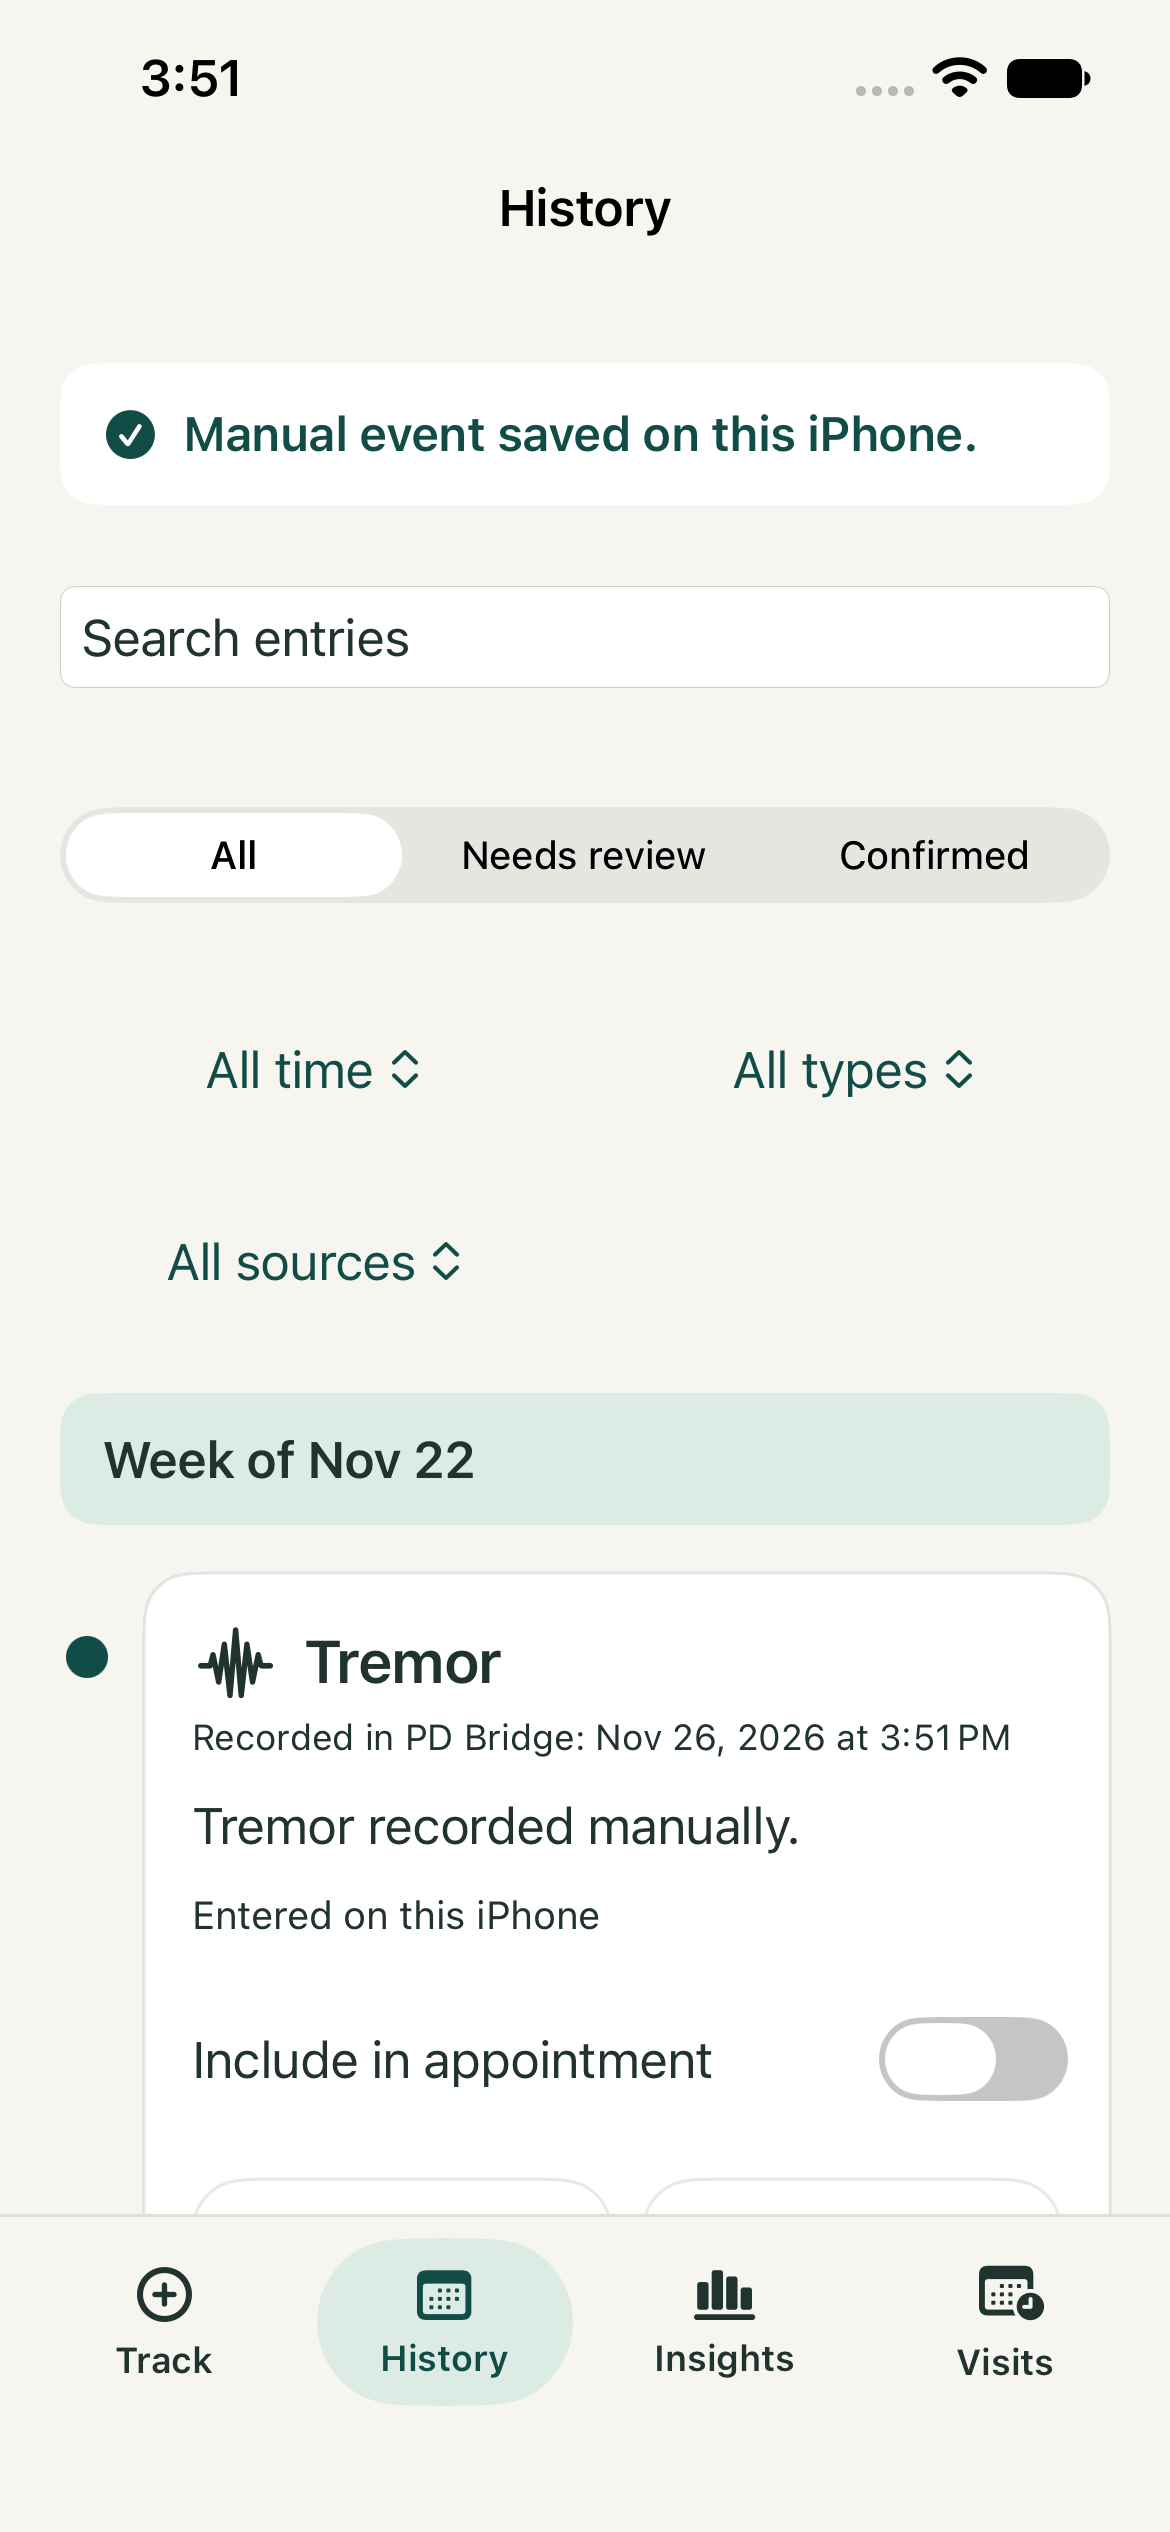 3:51
History
Manual event saved on this iPhone.
Search entries
All
Needs review
Confirmed
All time
All types
All sources
Week of Nov 22
Tremor
Recorded in PD Bridge: Nov 26, 2026 at 3:51 PM
Tremor recorded manually.
Entered on this iPhone
Include in appointment
Track
History
Insights
Visits